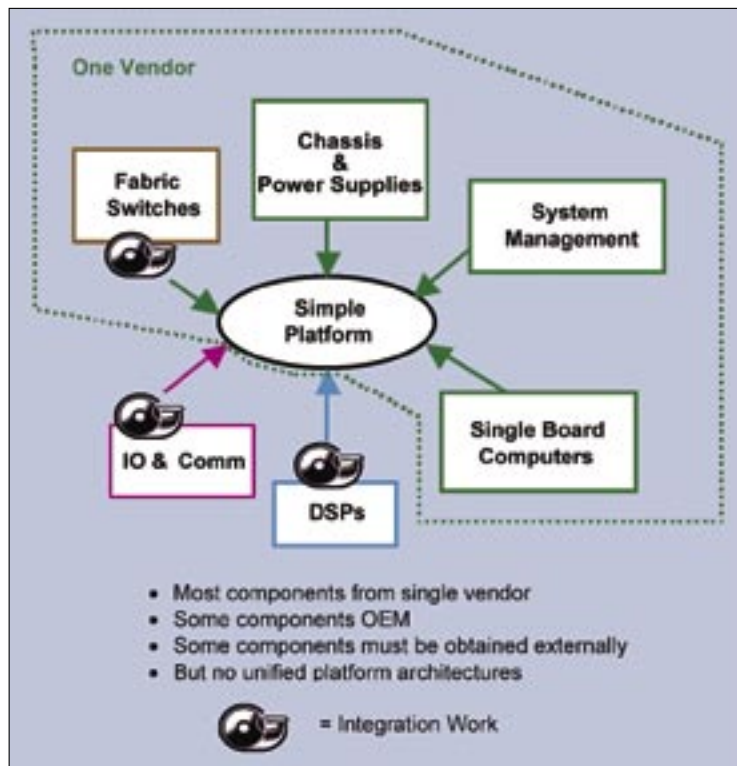 One Vendor
Chassis
&
Power Supplies
Fabric
Switches
System
Management
Simple
Platform
IO & Comm
DSPs
Single Board
Computers
• Most components from single vendor
• Some components OEM
• Some components must be obtained externally
• But no unified platform architectures
= Integration Work